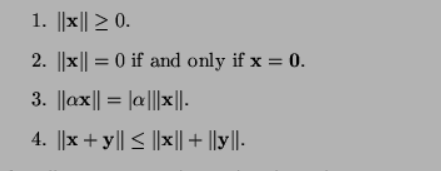 1. ||x|| ≥ 0.
2. ||x|| = 0 if and only if x = 0.
3. ||αx|| = |α|||x||.
4. ||x + y|| ≤ ||x|| + ||y||.